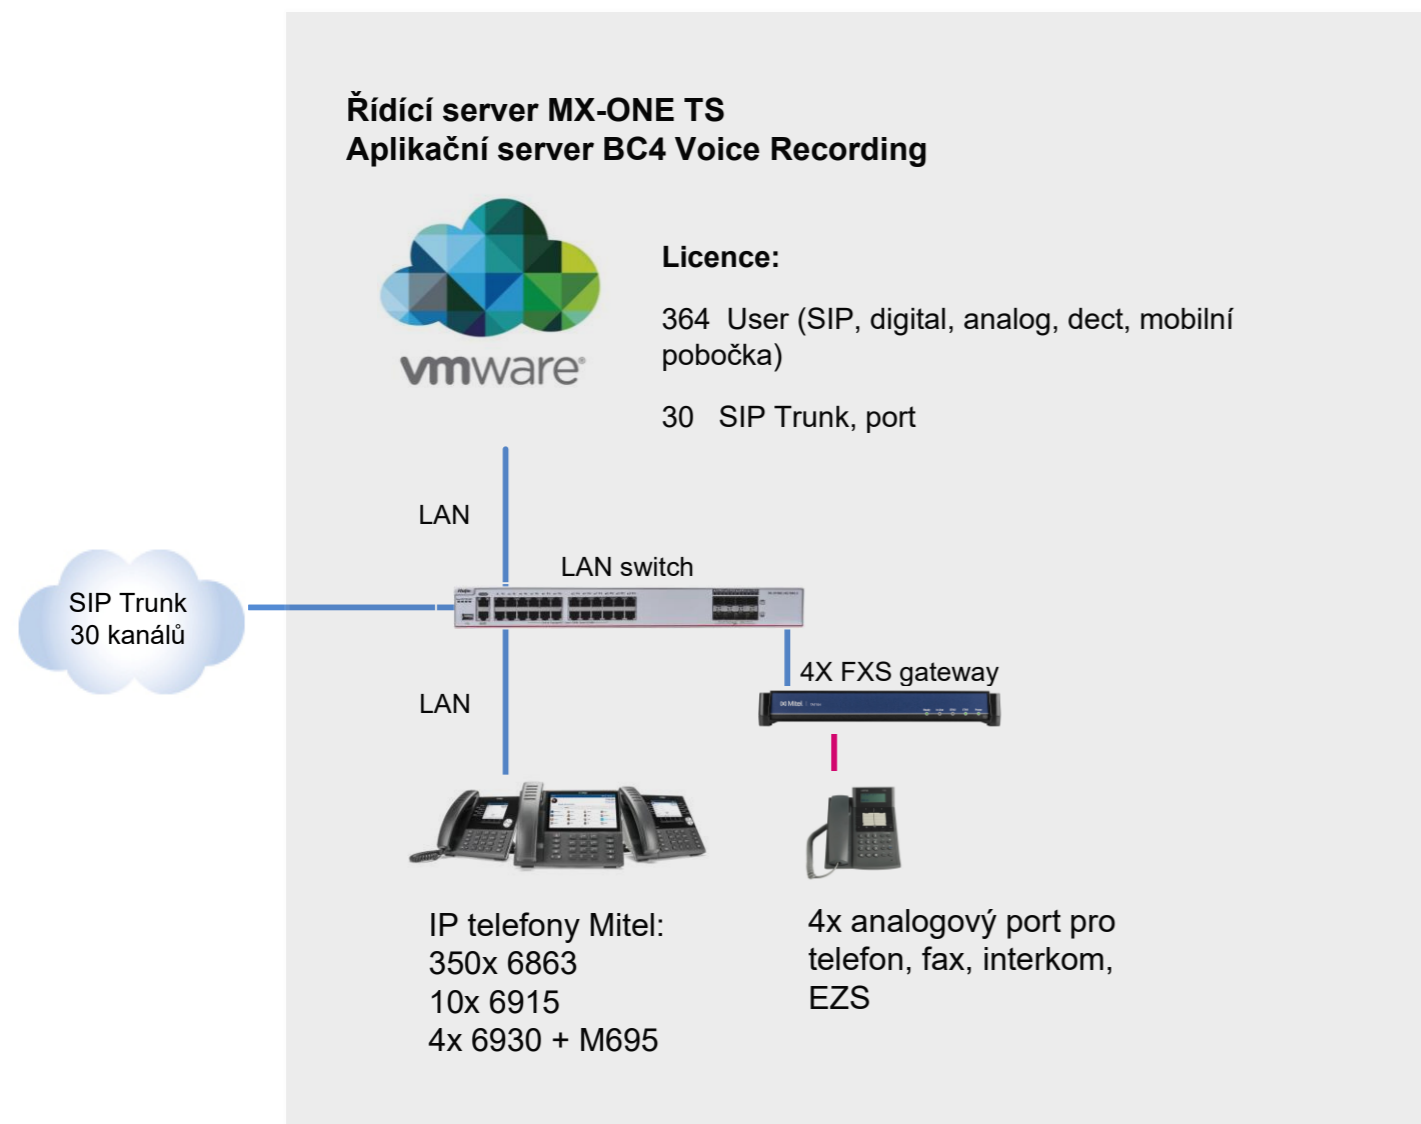 Řídící server MX-ONE TS
Aplikační server BC4 Voice Recording
vmware®
Licence:
364 User (SIP, digital, analog, dect, mobilní
pobočka)
30 SIP Trunk, port
LAN
LAN switch
SIP Trunk
30 kanálů
4X FXS gateway
LAN
Mitel
IP telefony Mitel:
350x 6863
10x 6915
4x 6930 + M695
4x analogový port pro
telefon, fax, interkom,
EZS